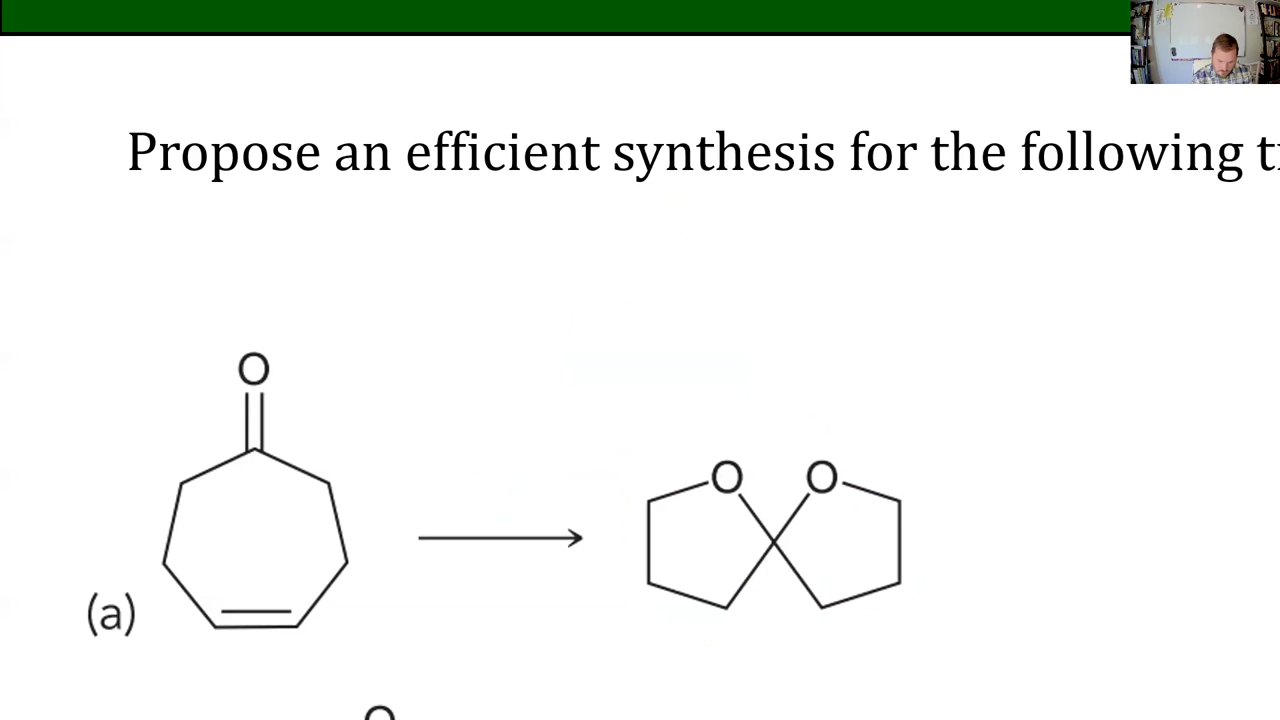 Propose an efficient synthesis for the following
O
O O
(a)
O